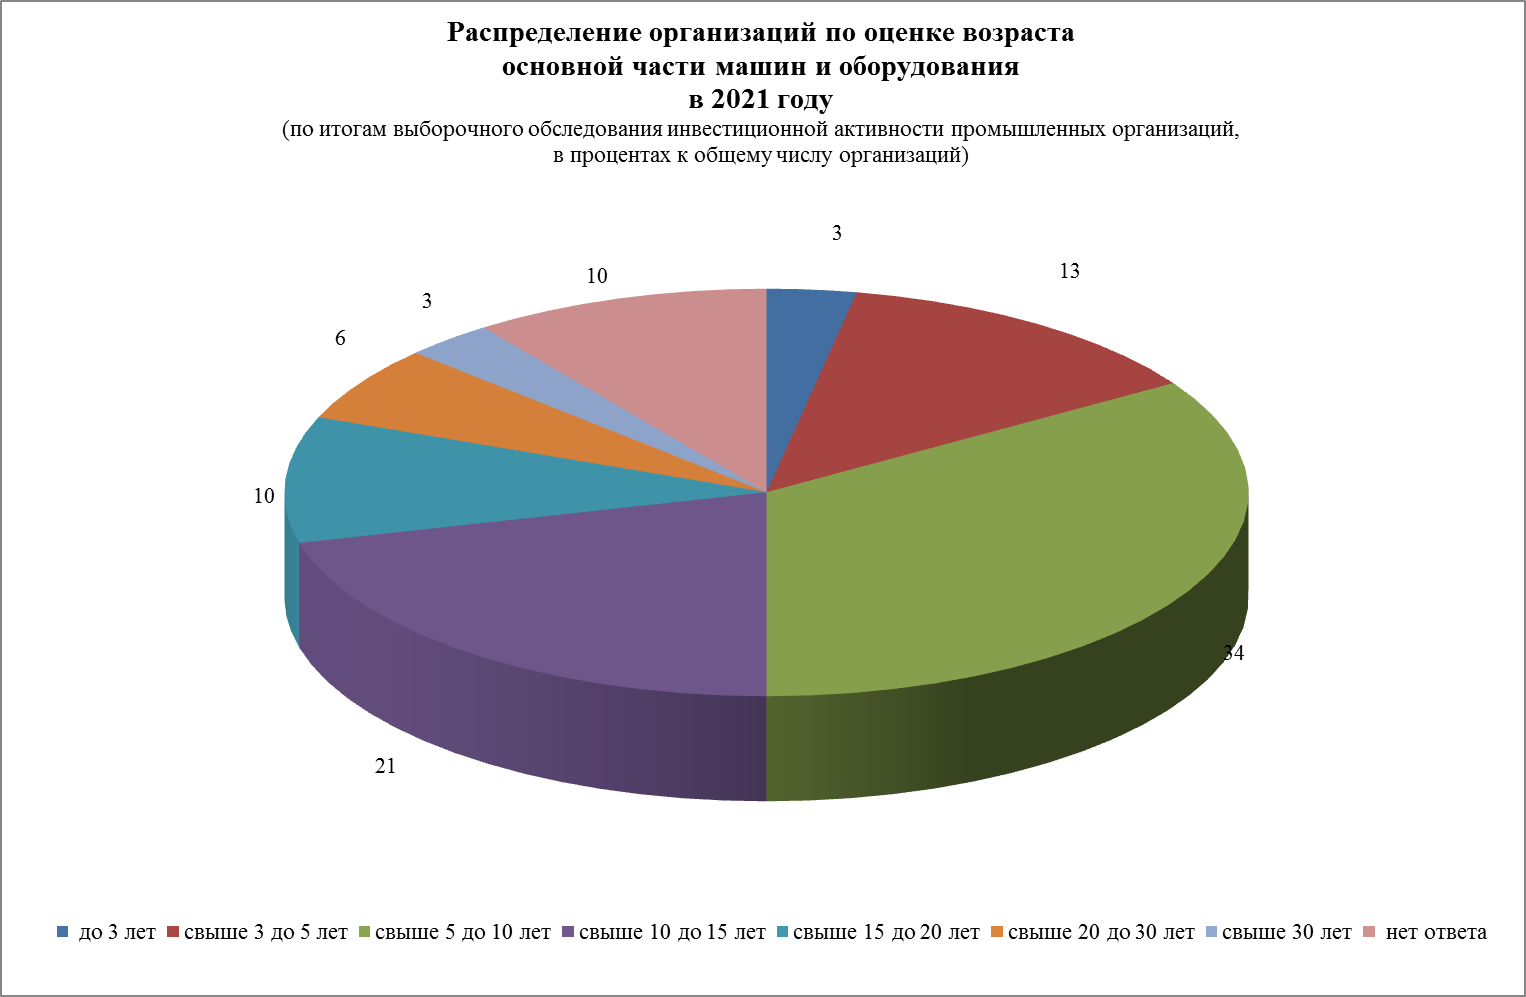 Распределение организаций по оценке возраста
основной части машин и оборудования
в 2021 году
(по итогам выборочного обследования инвестиционной активности промышленных организаций,
в процентах к общему числу организаций)
3
13
10
3
6
10
34
21
до 3 лет свыше 3 до 5 лет свыше 5 до 10 лет свыше 10 до 15 лет свыше 15 до 20 лет свыше 20 до 30 лет свыше 30 лет нет ответа